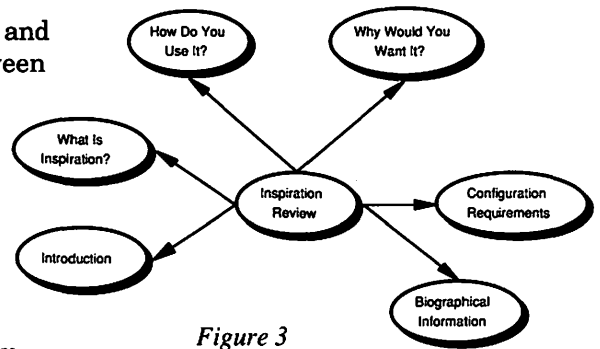 and
How Do You
Use It?
Why Would You
Want It?
What Is
Inspiration?
Inspiration
Review
Configuration
Requirements
Introduction
Biographical
Information
Figure 3